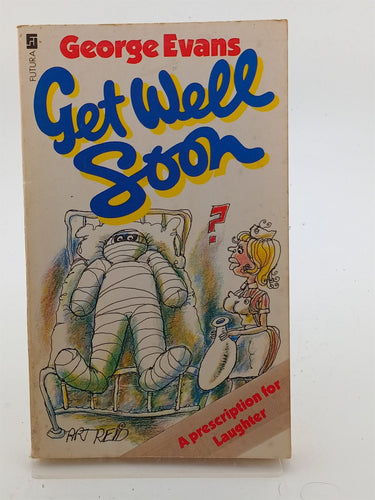 FUTURA
George Evans
Get Well
Soon
?
A prescription for
Laughter
ART REID